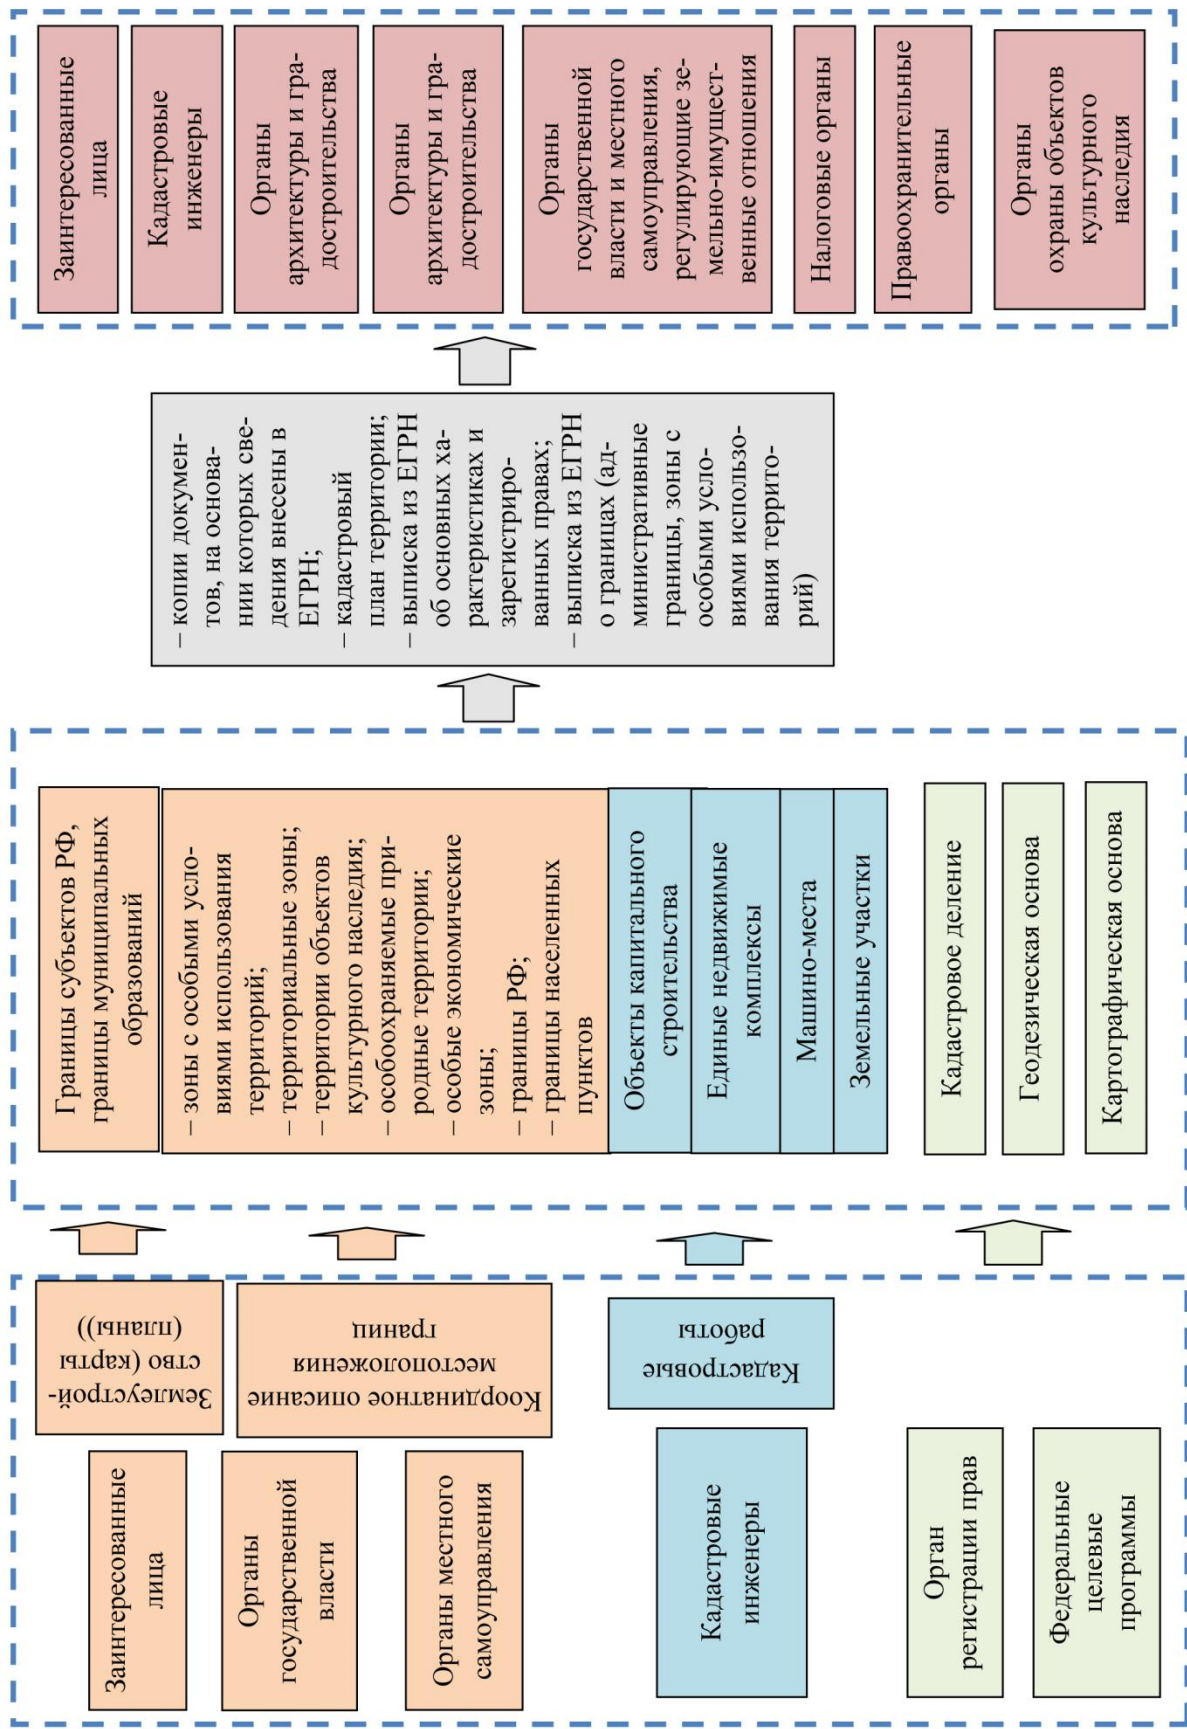 Заинтересованные
лица
Органы
государственной
власти
Органы местного
самоуправления
Кадастровые
инженеры
Орган
регистрации прав
Федеральные
целевые
программы
Землеустрой-
ство (карты
(планы))
Координатное описание
местоположения
границ
Кадастровые
работы
Границы субъектов РФ,
границы муниципальных
образований
– зоны с особыми усло-
виями использования
территорий;
– территориальные зоны;
– территории объектов
культурного наследия;
– особоохраняемые при-
родные территории;
– особые экономические
зоны;
– границы РФ;
– границы населенных
пунктов
Объекты капитального
строительства
Единые недвижимые
комплексы
Машино-места
Земельные участки
Кадастровое деление
Геодезическая основа
Картографическая основа
– копии докумен-
тов, на основа-
нии которых све-
дения внесены в
ЕГРН;
– кадастровый
план территории;
– выписка из ЕГРН
об основных ха-
рактеристиках и
зарегистриро-
ванных правах;
– выписка из ЕГРН
о границах (ад-
министративные
границы, зоны с
особыми усло-
виями использо-
вания террито-
рий)
Заинтересованные
лица
Кадастровые
инженеры
Органы
архитектуры и гра-
достроительства
Органы
архитектуры и гра-
достроительства
Органы
государственной
власти и местного
самоуправления,
регулирующие зе-
мельно-имущест-
венные отношения
Налоговые органы
Правоохранительные
органы
Органы
охраны объектов
культурного
наследия